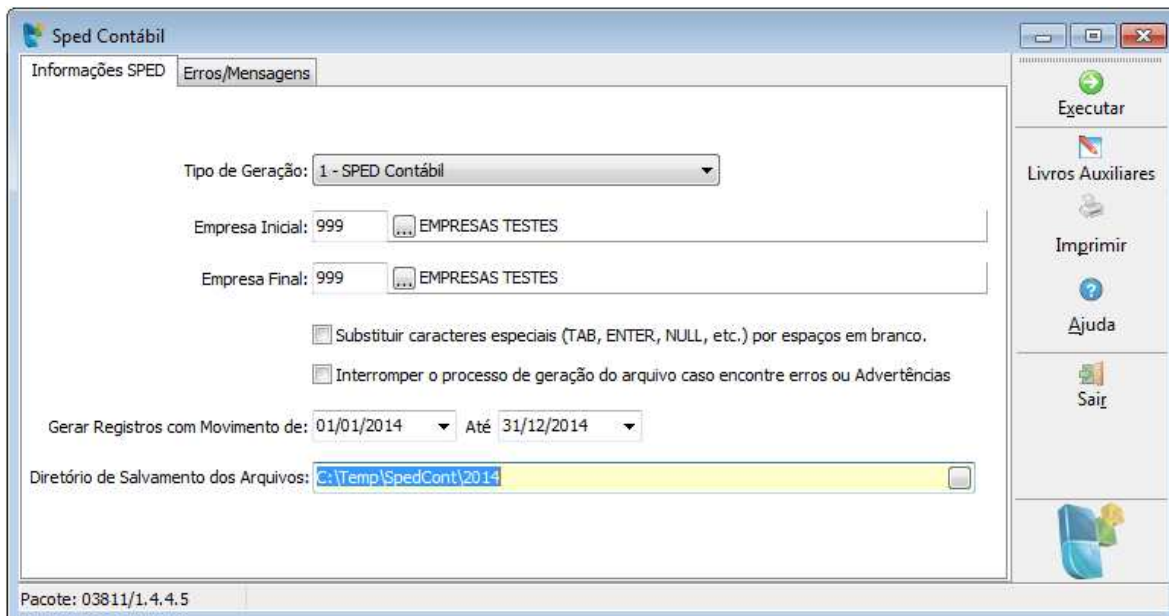 Sped Contábil
Informações SPED
Erros/Mensagens
Tipo de Geração: 1 - SPED Contábil
Empresa Inicial: 999 ... EMPRESAS TESTES
Empresa Final: 999 ... EMPRESAS TESTES
Substituir caracteres especiais (TAB, ENTER, NULL, etc.) por espaços em branco.
Interromper o processo de geração do arquivo caso encontre erros ou Advertências
Gerar Registros com Movimento de: 01/01/2014 Até 31/12/2014
Diretório de Salvamento dos Arquivos: C:\Temp\SpedCont\2014
Executar
Livros Auxiliares
Imprimir
Ajuda
Sair
Pacote: 03811/1.4.4.5